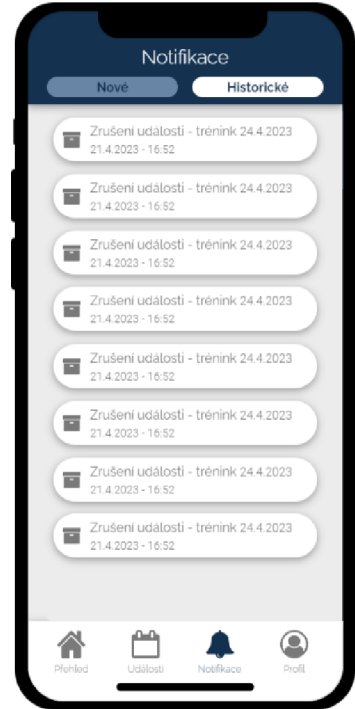 Notifikace
Nové Historické
Zrušení události - trénink 24.4.2023
21.4.2023 - 16:52
Zrušení události - trénink 24.4.2023
21.4.2023 - 16:52
Zrušení události - trénink 24.4.2023
21.4.2023 - 16:52
Zrušení události - trénink 24.4.2023
21.4.2023 - 16:52
Zrušení události - trénink 24.4.2023
21.4.2023 - 16:52
Zrušení události - trénink 24.4.2023
21.4.2023 - 16:52
Zrušení události - trénink 24.4.2023
21.4.2023 - 16:52
Zrušení události - trénink 24.4.2023
21.4.2023 - 16:52
Přehled Události Notifikace Profil